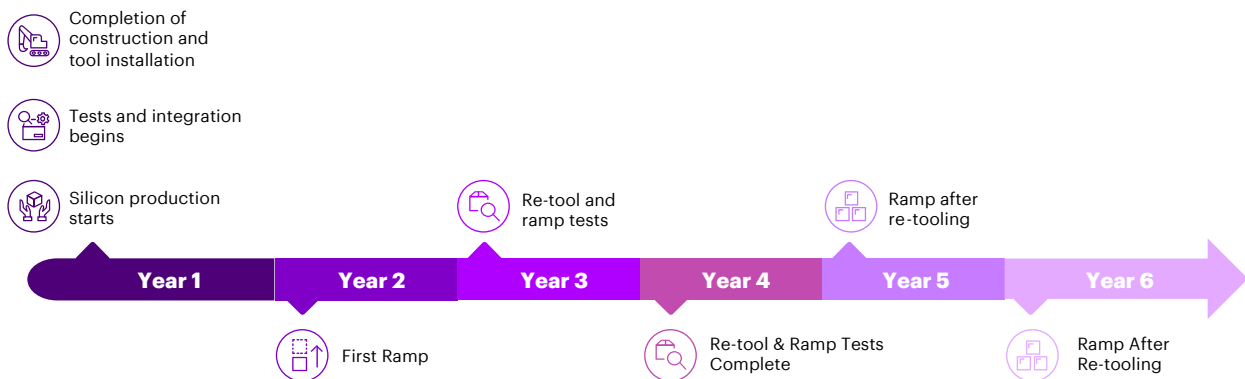 Completion of
construction and
tool installation
Tests and integration
begins
Silicon production
starts
Re-tool and
ramp tests
Ramp after
re-tooling
Year 1
Year 2
Year 3
Year 4
Year 5
Year 6
First Ramp
Re-tool & Ramp Tests
Complete
Ramp After
Re-tooling